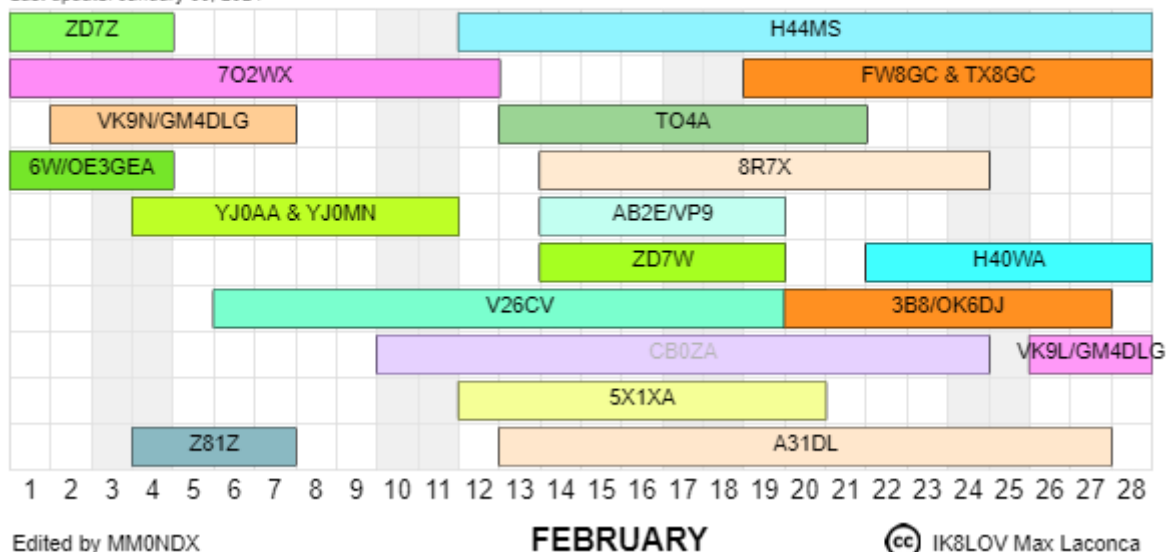 ZD7Z H44MS
7O2WX FW8GC & TX8GC
VK9N/GM4DLG TO4A
6W/OE3GEA 8R7X
YJ0AA & YJ0MN AB2E/VP9
ZD7W H40WA
V26CV 3B8/OK6DJ
CB0ZA VK9L/GM4DLG
5X1XA
Z81Z A31DL
1 2 3 4 5 6 7 8 9 10 11 12 13 14 15 16 17 18 19 20 21 22 23 24 25 26 27 28
Edited by MM0NDX FEBRUARY cc IK8LOV Max Laconca